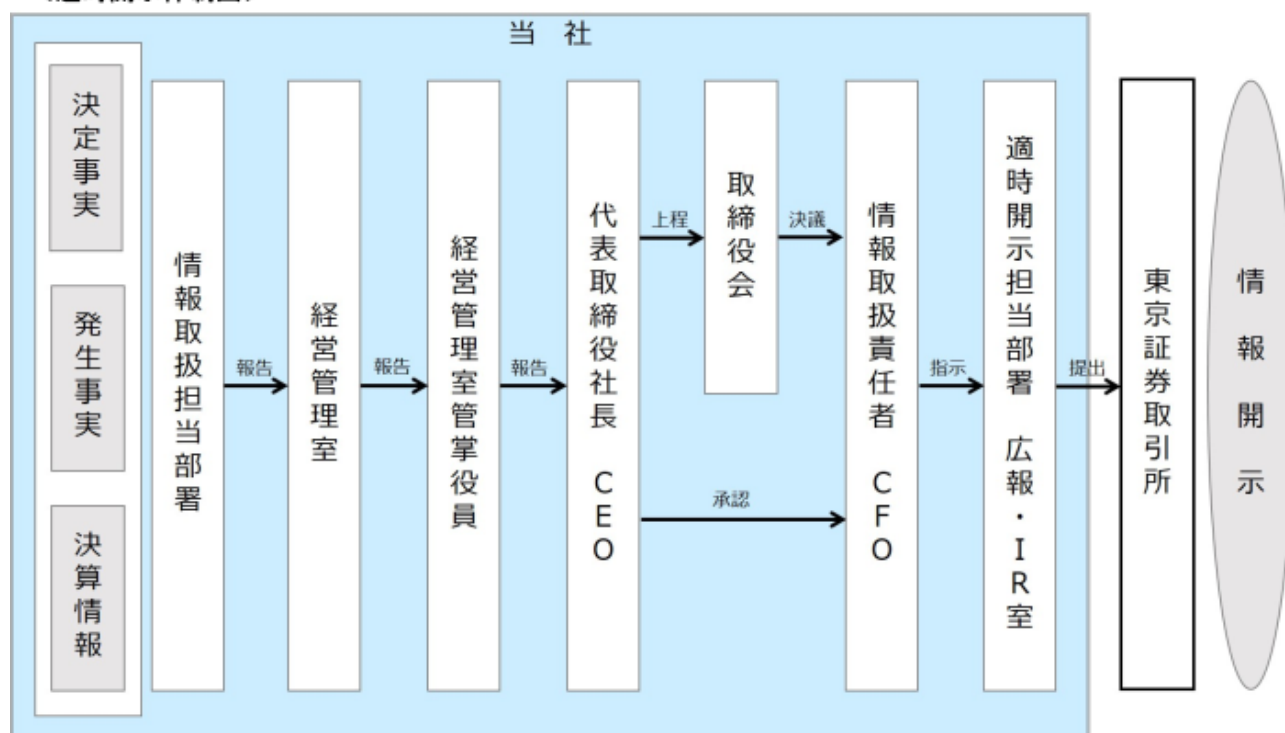 当 社
決定事実
発生事実
決算情報
情報取扱担当部署
報告
経営管理室
報告
経営管理室管掌役員
報告
代表取締役社長 CEO
上程
取締役会
決議
承認
情報取扱責任者 CFO
指示
適時開示担当部署 広報・IR室
提出
東京証券取引所
情報開示